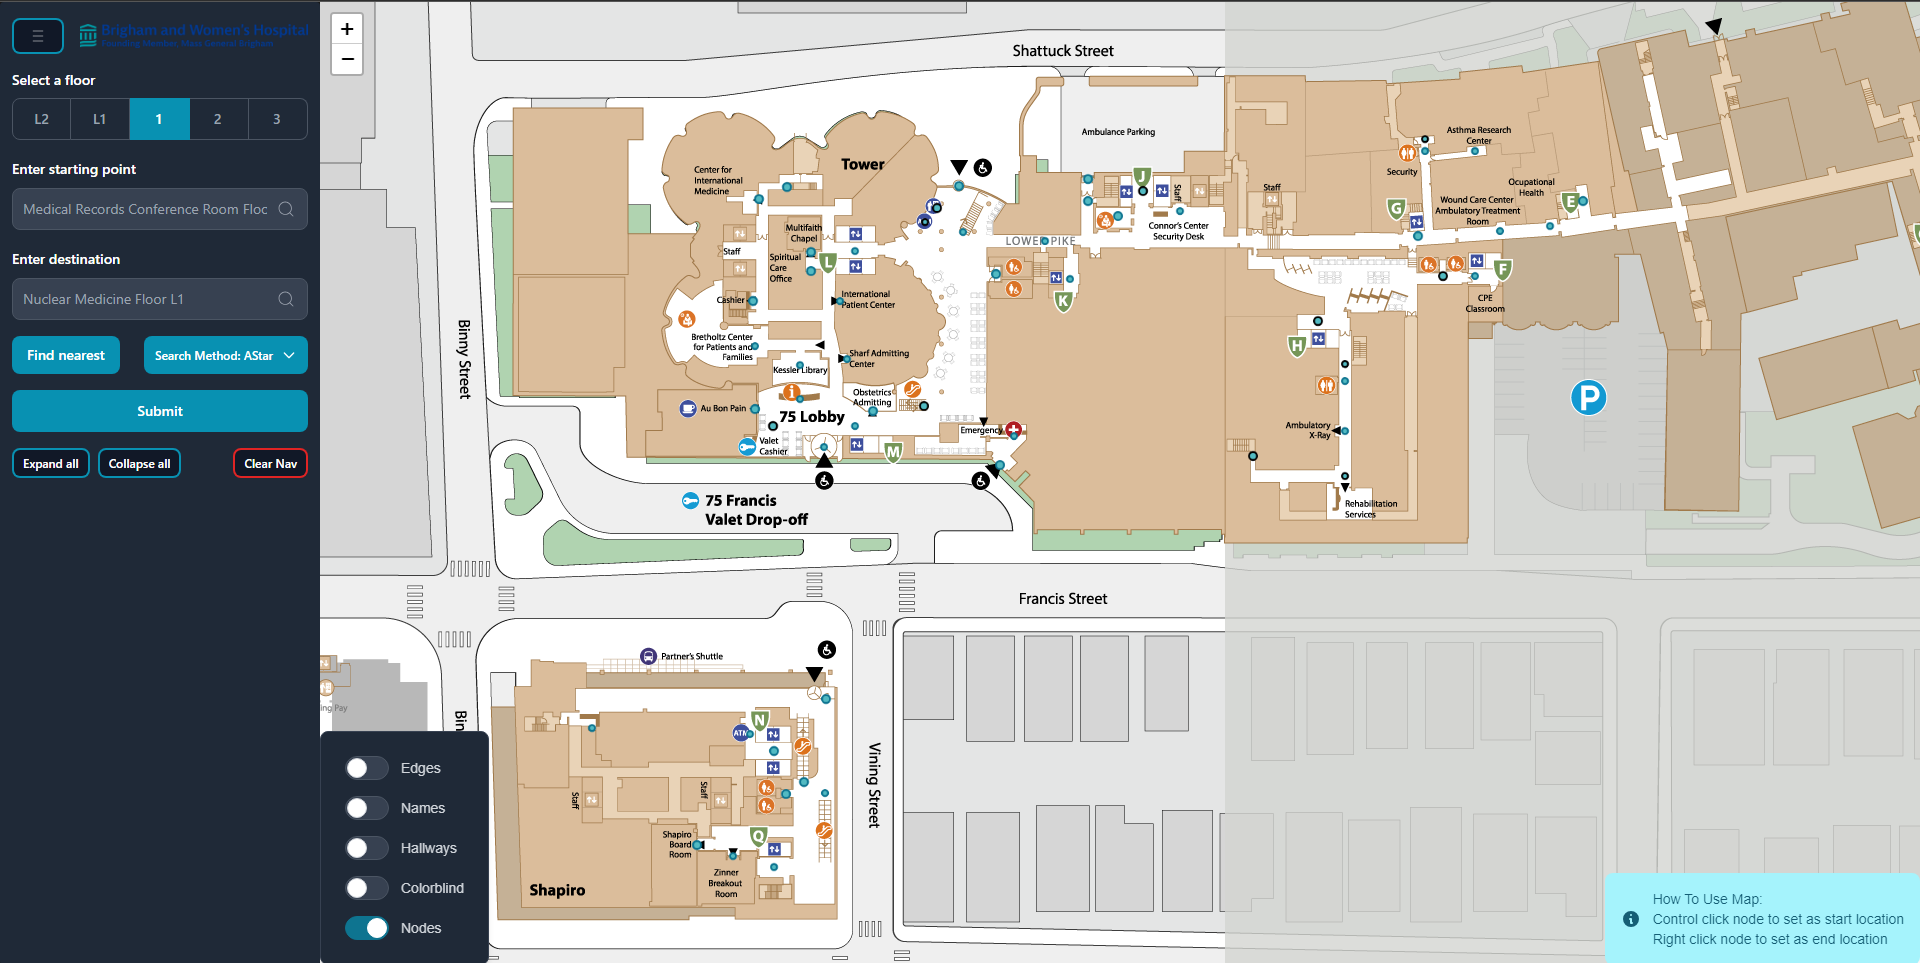 Brigham and Women's Hospital
Founding Member, Mass General Brigham
Select a floor
L2
L1
1
2
3
Enter starting point
Medical Records Conference Room Floc
Enter destination
Nuclear Medicine Floor L1
Find nearest
Search Method: AStar
Submit
Expand all
Collapse all
Clear Nav
+
−
Shattuck Street
Ambulance Parking
Tower
Center for
International
Medicine
Multifaith
Chapel
Staff
Spiritual
Care
Office
L
Cashier
International
Patient Center
Bretholtz Center
for Patients and
Families
Sharf Admitting
Center
Kessler Library
Obstetrics
Admitting
Au Bon Pain
75 Lobby
Valet
Cashier
M
Emergency
75 Francis
Valet Drop-off
LOWER PIKE
K
J
Staff
Connor's Center
Security Desk
Staff
Security
Asthma Research
Center
Ocupational
Health
E
G
Wound Care Center
Ambulatory Treatment
Room
F
CPE
Classroom
H
Ambulatory
X-Ray
Rehabilitation
Services
P
Binny Street
Francis Street
Vining Street
Partner's Shuttle
N
ATM
Staff
Staff
Q
Shapiro
Board
Room
Zinner
Breakout
Room
Shapiro
ing Pay
Bin
Edges
Names
Hallways
Colorblind
Nodes
How To Use Map:
Control click node to set as start location
Right click node to set as end location